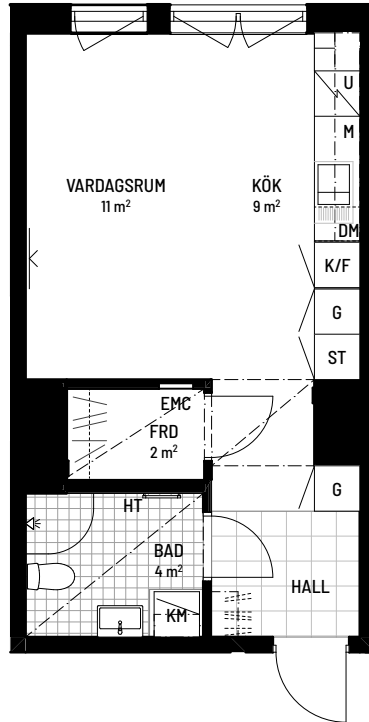 U
M
VARDAGSRUM
11 m²
KÖK
9 m²
DM
K/F
G
ST
EMC
FRD
2 m²
G
HT
BAD
4 m²
HALL
KM